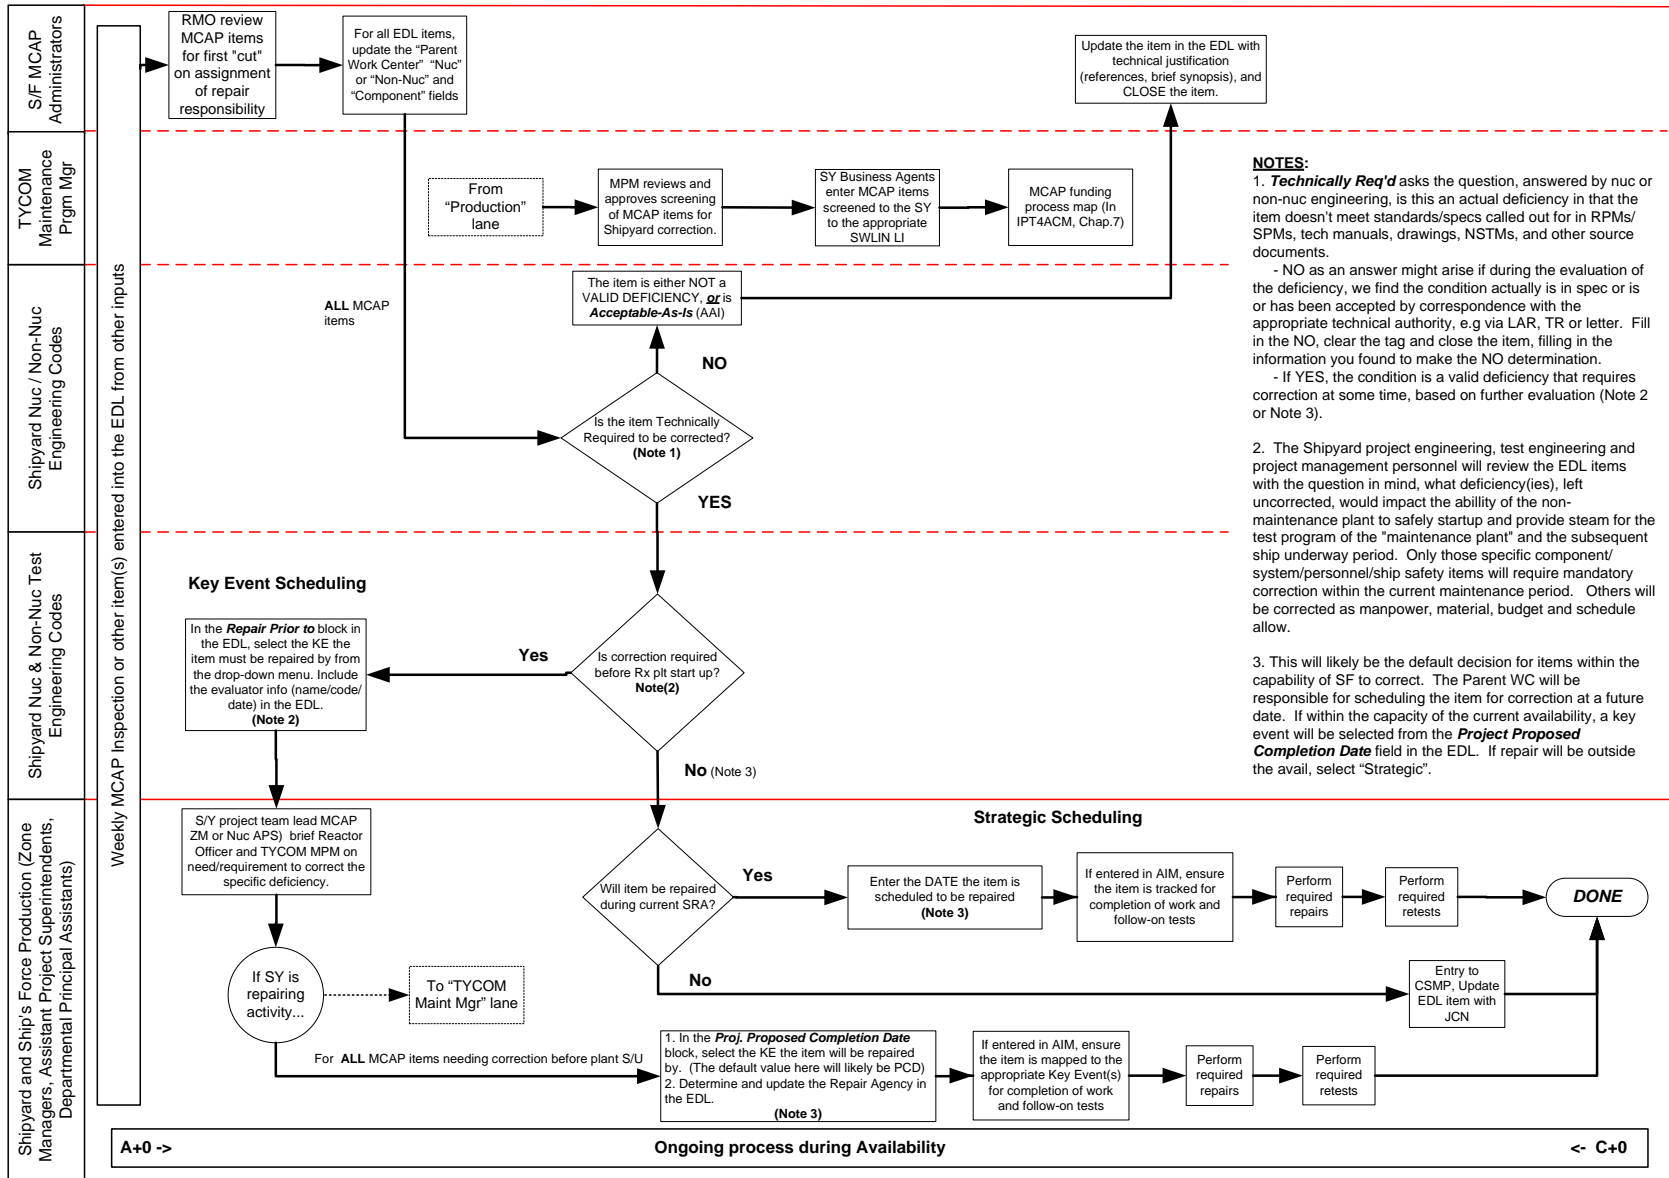 S/F MCAP
Administrators
TYCOM
Maintenance
Prgm Mgr
Shipyard Nuc / Non-Nuc
Engineering Codes
Shipyard Nuc & Non-Nuc Test
Engineering Codes
Shipyard and Ship's Force Production (Zone
Managers, Assistant Project Superintendents,
Departmental Principal Assistants)
Weekly MCAP Inspection or other item(s) entered into the EDL from other inputs
RMO review
MCAP items
for first "cut"
on assignment
of repair
responsibility
For all EDL items,
update the “Parent
Work Center” “Nuc”
or “Non-Nuc” and
“Component” fields
Update the item in the EDL with
technical justification
(references, brief synopsis), and
CLOSE the item.
From
“Production”
lane
MPM reviews and
approves screening
of MCAP items for
Shipyard correction.
SY Business Agents
enter MCAP items
screened to the SY
to the appropriate
SWLIN LI
MCAP funding
process map (In
IPT4ACM, Chap.7)
ALL MCAP
items
The item is either NOT a
VALID DEFICIENCY, or is
Acceptable-As-Is (AAI)
NO
Is the item Technically
Required to be corrected?
(Note 1)
YES
Key Event Scheduling
In the Repair Prior to block in
the EDL, select the KE the
item must be repaired by from
the drop-down menu. Include
the evaluator info (name/code/
date) in the EDL.
(Note 2)
Yes
Is correction required
before Rx plt start up?
Note(2)
No (Note 3)
S/Y project team lead MCAP
ZM or Nuc APS) brief Reactor
Officer and TYCOM MPM on
need/requirement to correct the
specific deficiency.
If SY is
repairing
activity...
To “TYCOM
Maint Mgr” lane
Strategic Scheduling
Will item be repaired
during current SRA?
Yes
Enter the DATE the item is
scheduled to be repaired
(Note 3)
If entered in AIM, ensure
the item is tracked for
completion of work and
follow-on tests
Perform
required
repairs
Perform
required
retests
DONE
No
Entry to
CSMP, Update
EDL item with
JCN
For ALL MCAP items needing correction before plant S/U
1. In the Proj. Proposed Completion Date
block, select the KE the item will be repaired
by. (The default value here will likely be PCD)
2. Determine and update the Repair Agency in
the EDL.
(Note 3)
If entered in AIM, ensure
the item is mapped to the
appropriate Key Event(s)
for completion of work
and follow-on tests
Perform
required
repairs
Perform
required
retests
NOTES:
1. Technically Req'd asks the question, answered by nuc or
non-nuc engineering, is this an actual deficiency in that the
item doesn't meet standards/specs called out for in RPMs/
SPMs, tech manuals, drawings, NSTMs, and other source
documents.
- NO as an answer might arise if during the evaluation of
the deficiency, we find the condition actually is in spec or is
or has been accepted by correspondence with the
appropriate technical authority, e.g via LAR, TR or letter. Fill
in the NO, clear the tag and close the item, filling in the
information you found to make the NO determination.
- If YES, the condition is a valid deficiency that requires
correction at some time, based on further evaluation (Note 2
or Note 3).
2. The Shipyard project engineering, test engineering and
project management personnel will review the EDL items
with the question in mind, what deficiency(ies), left
uncorrected, would impact the abillity of the non-
maintenance plant to safely startup and provide steam for the
test program of the "maintenance plant" and the subsequent
ship underway period. Only those specific component/
system/personnel/ship safety items will require mandatory
correction within the current maintenance period. Others will
be corrected as manpower, material, budget and schedule
allow.
3. This will likely be the default decision for items within the
capability of SF to correct. The Parent WC will be
responsible for scheduling the item for correction at a future
date. If within the capacity of the current availability, a key
event will be selected from the Project Proposed
Completion Date field in the EDL. If repair will be outside
the avail, select “Strategic”.
A+0 -> Ongoing process during Availability <- C+0